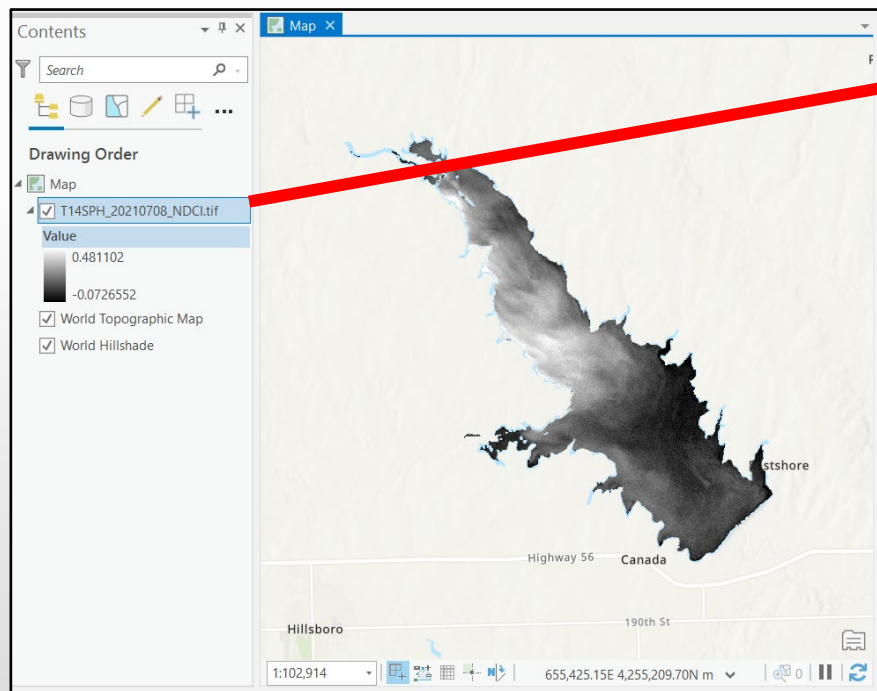 Contents
Search
Drawing Order
Map
T14SPH_20210708_NDCI.tif
Value
0.481102
-0.0726552
World Topographic Map
World Hillshade
Map
stshore
Highway 56
Canada
190th St
Hillsboro
1:102,914
655,425.15E 4,255,209.70N m
0